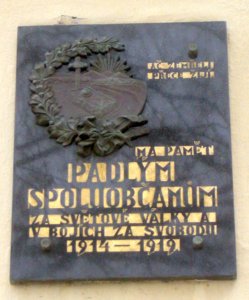 AČ ZEMŘELI
PŘECE ŽIJÍ.
NA PAMĚŤ
PADLÝM
SPOLUOBČANŮM
ZA SVĚTOVÉ VÁLKY A
V BOJÍCH ZA SVOBODU
1914—1919.